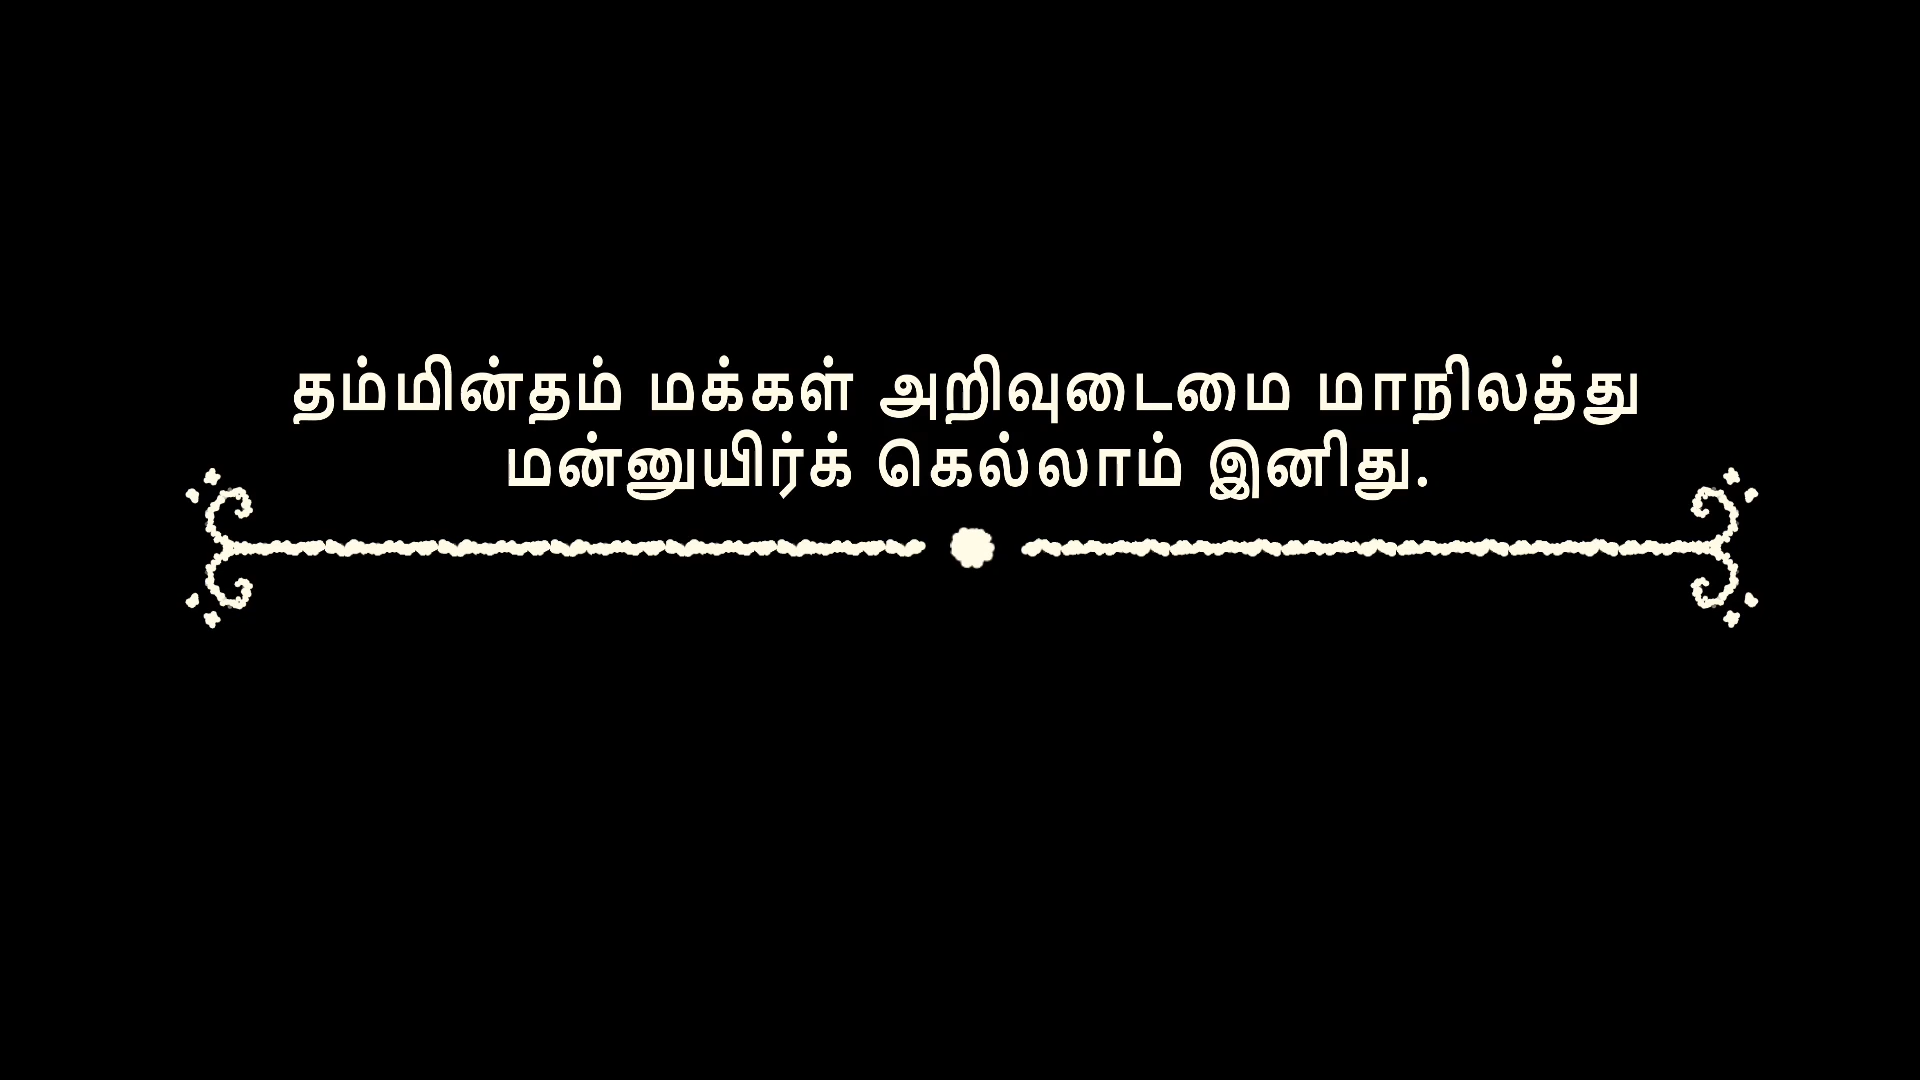 தம்மின்தம் மக்கள் அறிவுடைமை மாநிலத்து
மன்னுயிர்க் கெல்லாம் இனிது.